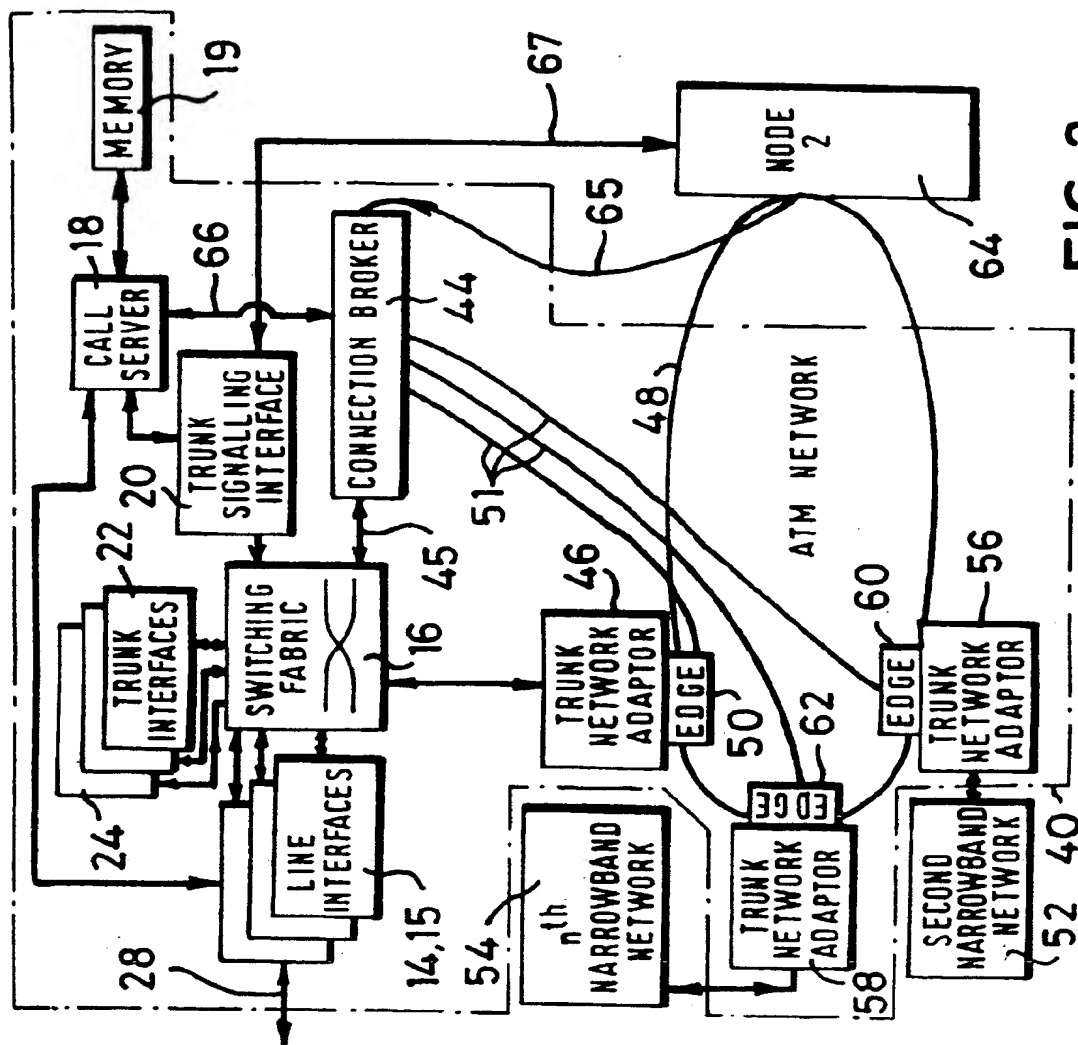 28
14,15
LINE
INTERFACES
24
TRUNK
INTERFACES
22
SWITCHING
FABRIC
16
20
TRUNK
SIGNALLING
INTERFACE
CALL
SERVER
18
MEMORY
19
66
45
CONNECTION BROKER
44
67
65
51
48
ATM NETWORK
NODE
2
64
TRUNK
NETWORK
ADAPTOR
46
EDGE
50
EDGE
62
54
nth
NARROWBAND
NETWORK
TRUNK
NETWORK
ADAPTOR
58
EDGE
60
TRUNK
NETWORK
ADAPTOR
56
SECOND
NARROWBAND
NETWORK
52
40